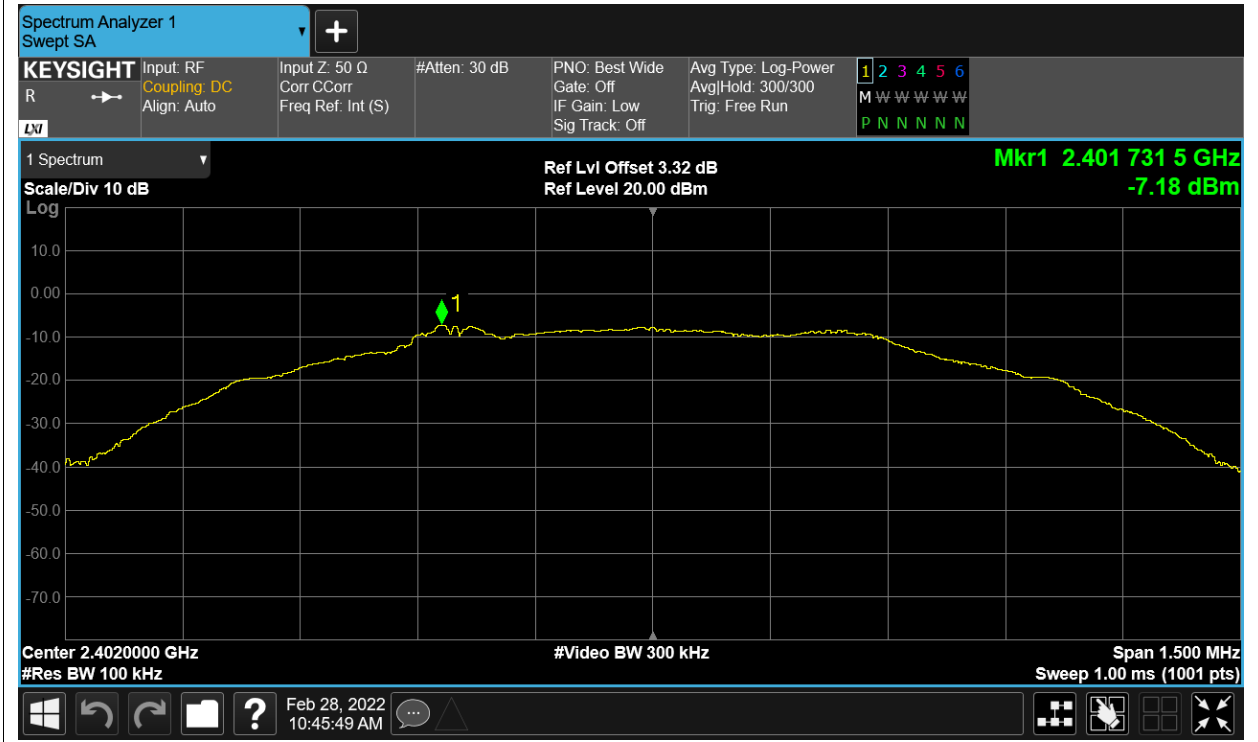 Spectrum Analyzer 1
Swept SA
KEYSIGHT
R
LXI
Input: RF
Coupling: DC
Align: Auto
Input Z: 50 Ω
Corr CCorr
Freq Ref: Int (S)
#Atten: 30 dB
PNO: Best Wide
Gate: Off
IF Gain: Low
Sig Track: Off
Avg Type: Log-Power
Avg|Hold: 300/300
Trig: Free Run
1 2 3 4 5 6
M W W W W W
P N N N N N
1 Spectrum
Scale/Div 10 dB
Log
Ref Lvl Offset 3.32 dB
Ref Level 20.00 dBm
Mkr1 2.401 731 5 GHz
-7.18 dBm
1
10.0
0.00
-10.0
-20.0
-30.0
-40.0
-50.0
-60.0
-70.0
Center 2.4020000 GHz
#Res BW 100 kHz
#Video BW 300 kHz
Span 1.500 MHz
Sweep 1.00 ms (1001 pts)
?
Feb 28, 2022
10:45:49 AM